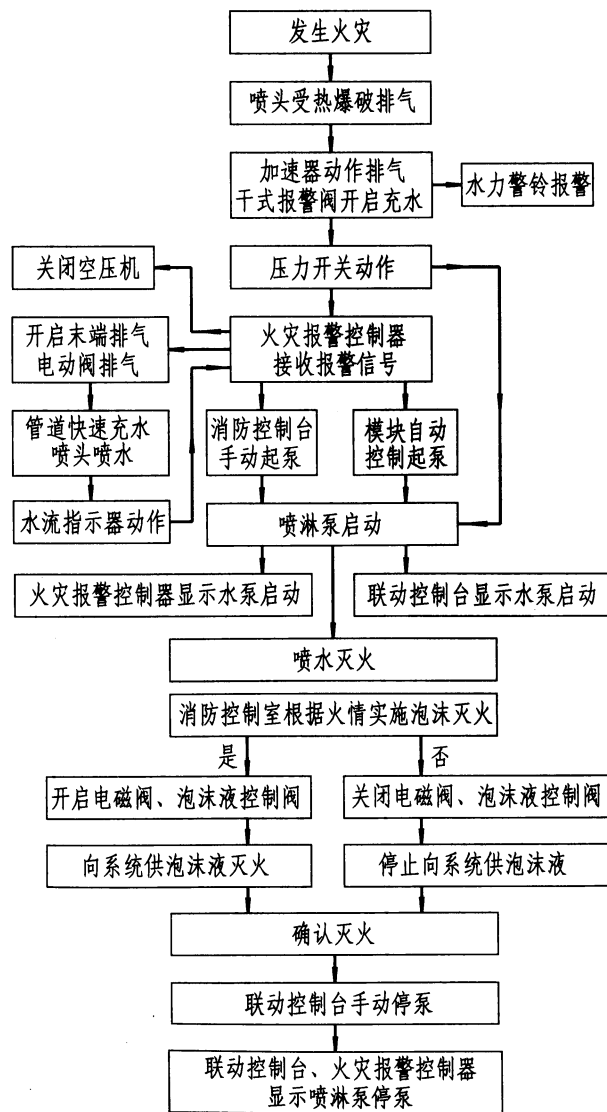 发生火灾
喷头受热爆破排气
加速器动作排气
干式报警阀开启充水
水力警铃报警
关闭空压机
压力开关动作
开启末端排气
电动阀排气
火灾报警控制器
接收报警信号
管道快速充水
喷头喷水
消防控制台
手动起泵
模块自动
控制起泵
水流指示器动作
喷淋泵启动
火灾报警控制器显示水泵启动
联动控制台显示水泵启动
喷水灭火
消防控制室根据火情实施泡沫灭火
是
否
开启电磁阀、泡沫液控制阀
关闭电磁阀、泡沫液控制阀
向系统供泡沫液灭火
停止向系统供泡沫液
确认灭火
联动控制台手动停泵
联动控制台、火灾报警控制器
显示喷淋泵停泵